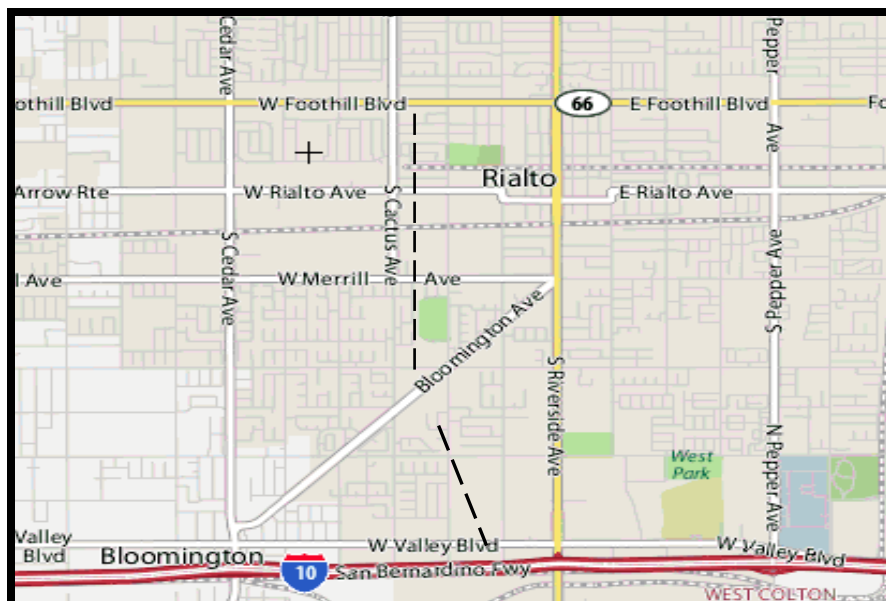 Cedar Ave
Pepper
Ave
othill Blvd
W Foothill Blvd
66
E Foothill Blvd
Fo
Rialto
Arrow Rte
W Rialto Ave
E Rialto Ave
S Cactus Ave
S Cedar Ave
S Pepper Ave
l Ave
W Merrill
Ave
Bloomington Ave
S Riverside Ave
N Pepper Ave
West
Park
Valley
Blvd
Bloomington
W Valley Blvd
W Valley Blvd
10
San Bernardino Fwy
WEST COLTON